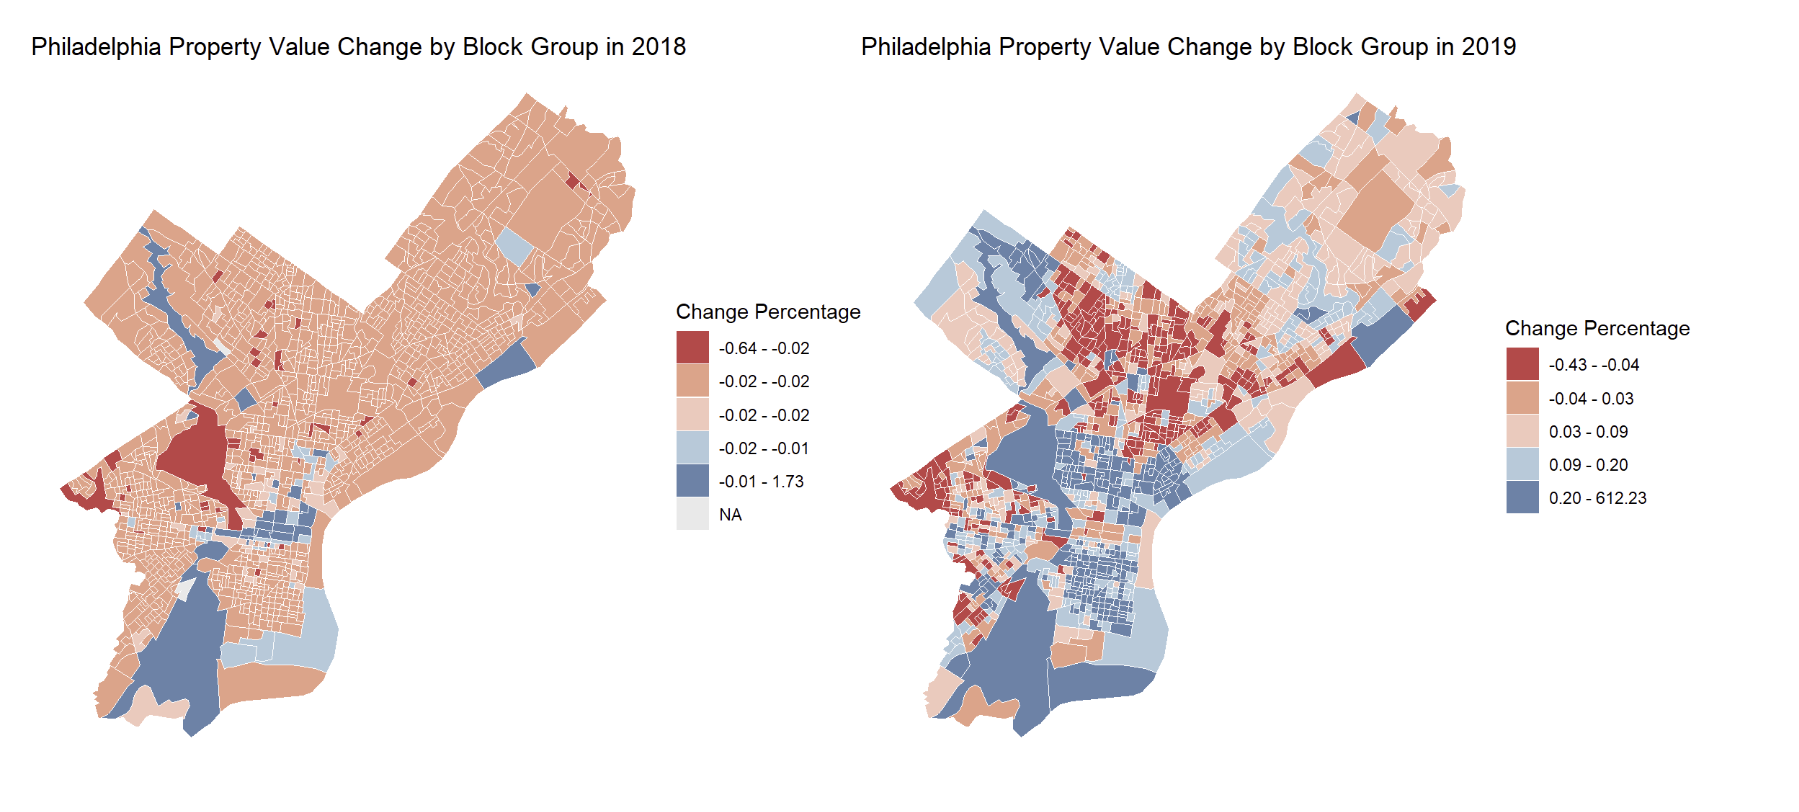 Philadelphia Property Value Change by Block Group in 2018
Change Percentage
-0.64 - -0.02
-0.02 - -0.02
-0.02 - -0.02
-0.02 - -0.01
-0.01 - 1.73
NA
Philadelphia Property Value Change by Block Group in 2019
Change Percentage
-0.43 - -0.04
-0.04 - 0.03
0.03 - 0.09
0.09 - 0.20
0.20 - 612.23